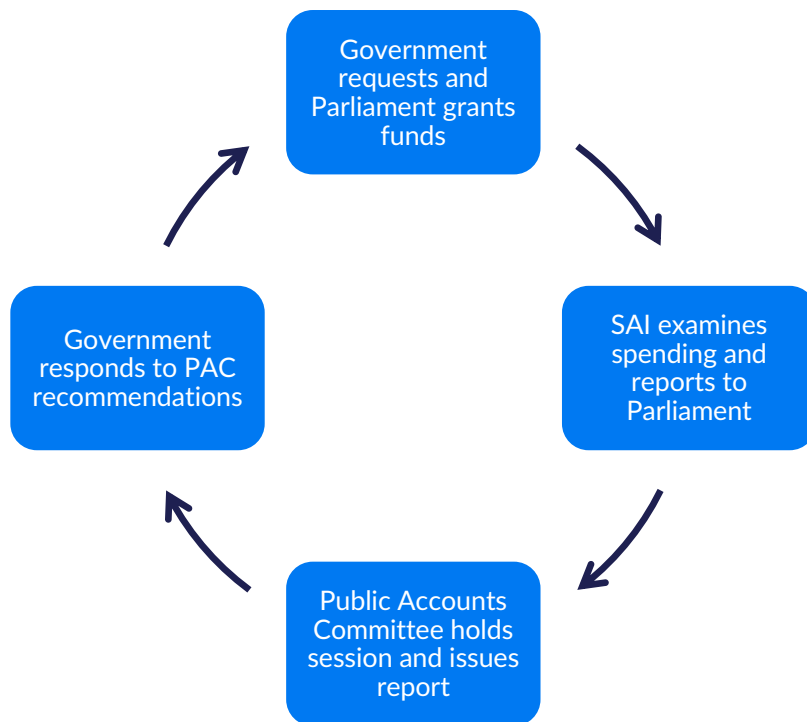 Government
requests and
Parliament grants
funds
SAI examines
spending and
reports to
Parliament
Public Accounts
Committee holds
session and issues
report
Government
responds to PAC
recommendations